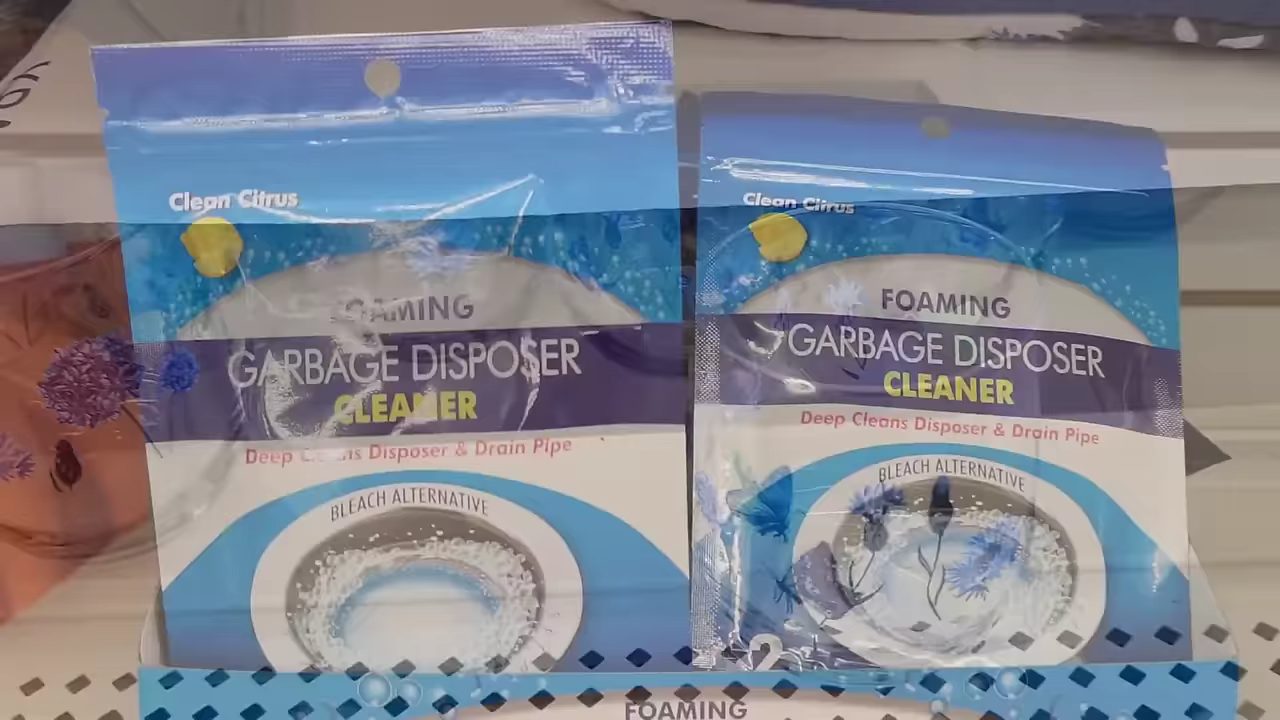 Clean Citrus
FOAMING
GARBAGE DISPOSER
CLEANER
Deep Cleans Disposer & Drain Pipe
BLEACH ALTERNATIVE
Clean Citrus
FOAMING
GARBAGE DISPOSER
CLEANER
Deep Cleans Disposer & Drain Pipe
BLEACH ALTERNATIVE
2
FOAMING